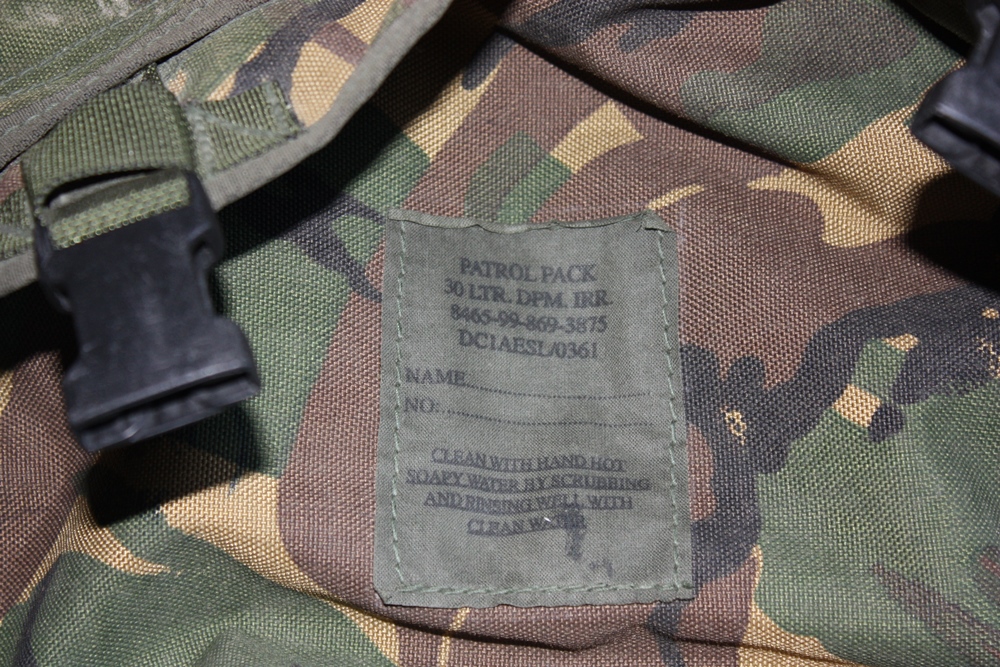 PATROL PACK
30 LTR. DPM. IRR.
8465-99-869-3875
DC1AESL/0361
NAME........................................
NO:............................................
CLEAN WITH HAND HOT
SOAPY WATER BY SCRUBBING
AND RINSING WELL WITH
CLEAN WATER